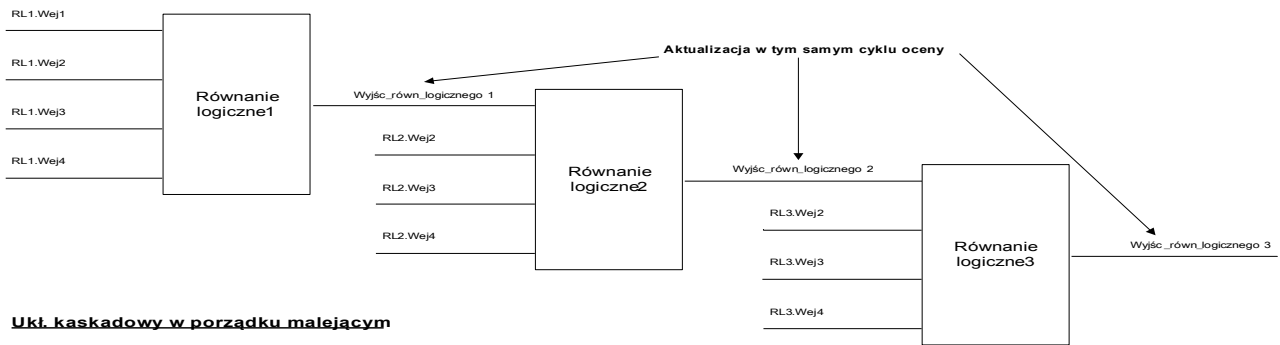 RL1.Wej1
RL1.Wej2
RL1.Wej3
RL1.Wej4
Równanie
logiczne1
Aktualizacja w tym samym cyklu oceny
Wyjśc_równ_logicznego 1
RL2.Wej2
RL2.Wej3
RL2.Wej4
Równanie
logiczne2
Wyjśc_równ_logicznego 2
RL3.Wej2
RL3.Wej3
RL3.Wej4
Równanie
logiczne3
Wyjśc_równ_logicznego 3
Ukł. kaskadowy w porządku malejącym